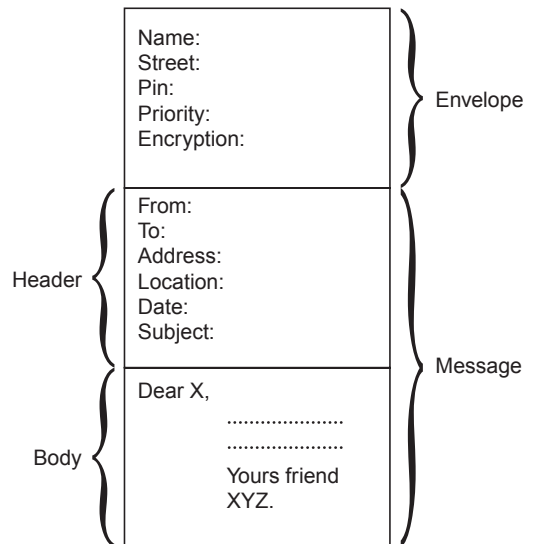 Name:
Street:
Pin:
Priority:
Encryption:
Envelope
From:
To:
Address:
Location:
Date:
Subject:
Header
Message
Dear X,
.....................
.....................
Yours friend
XYZ.
Body